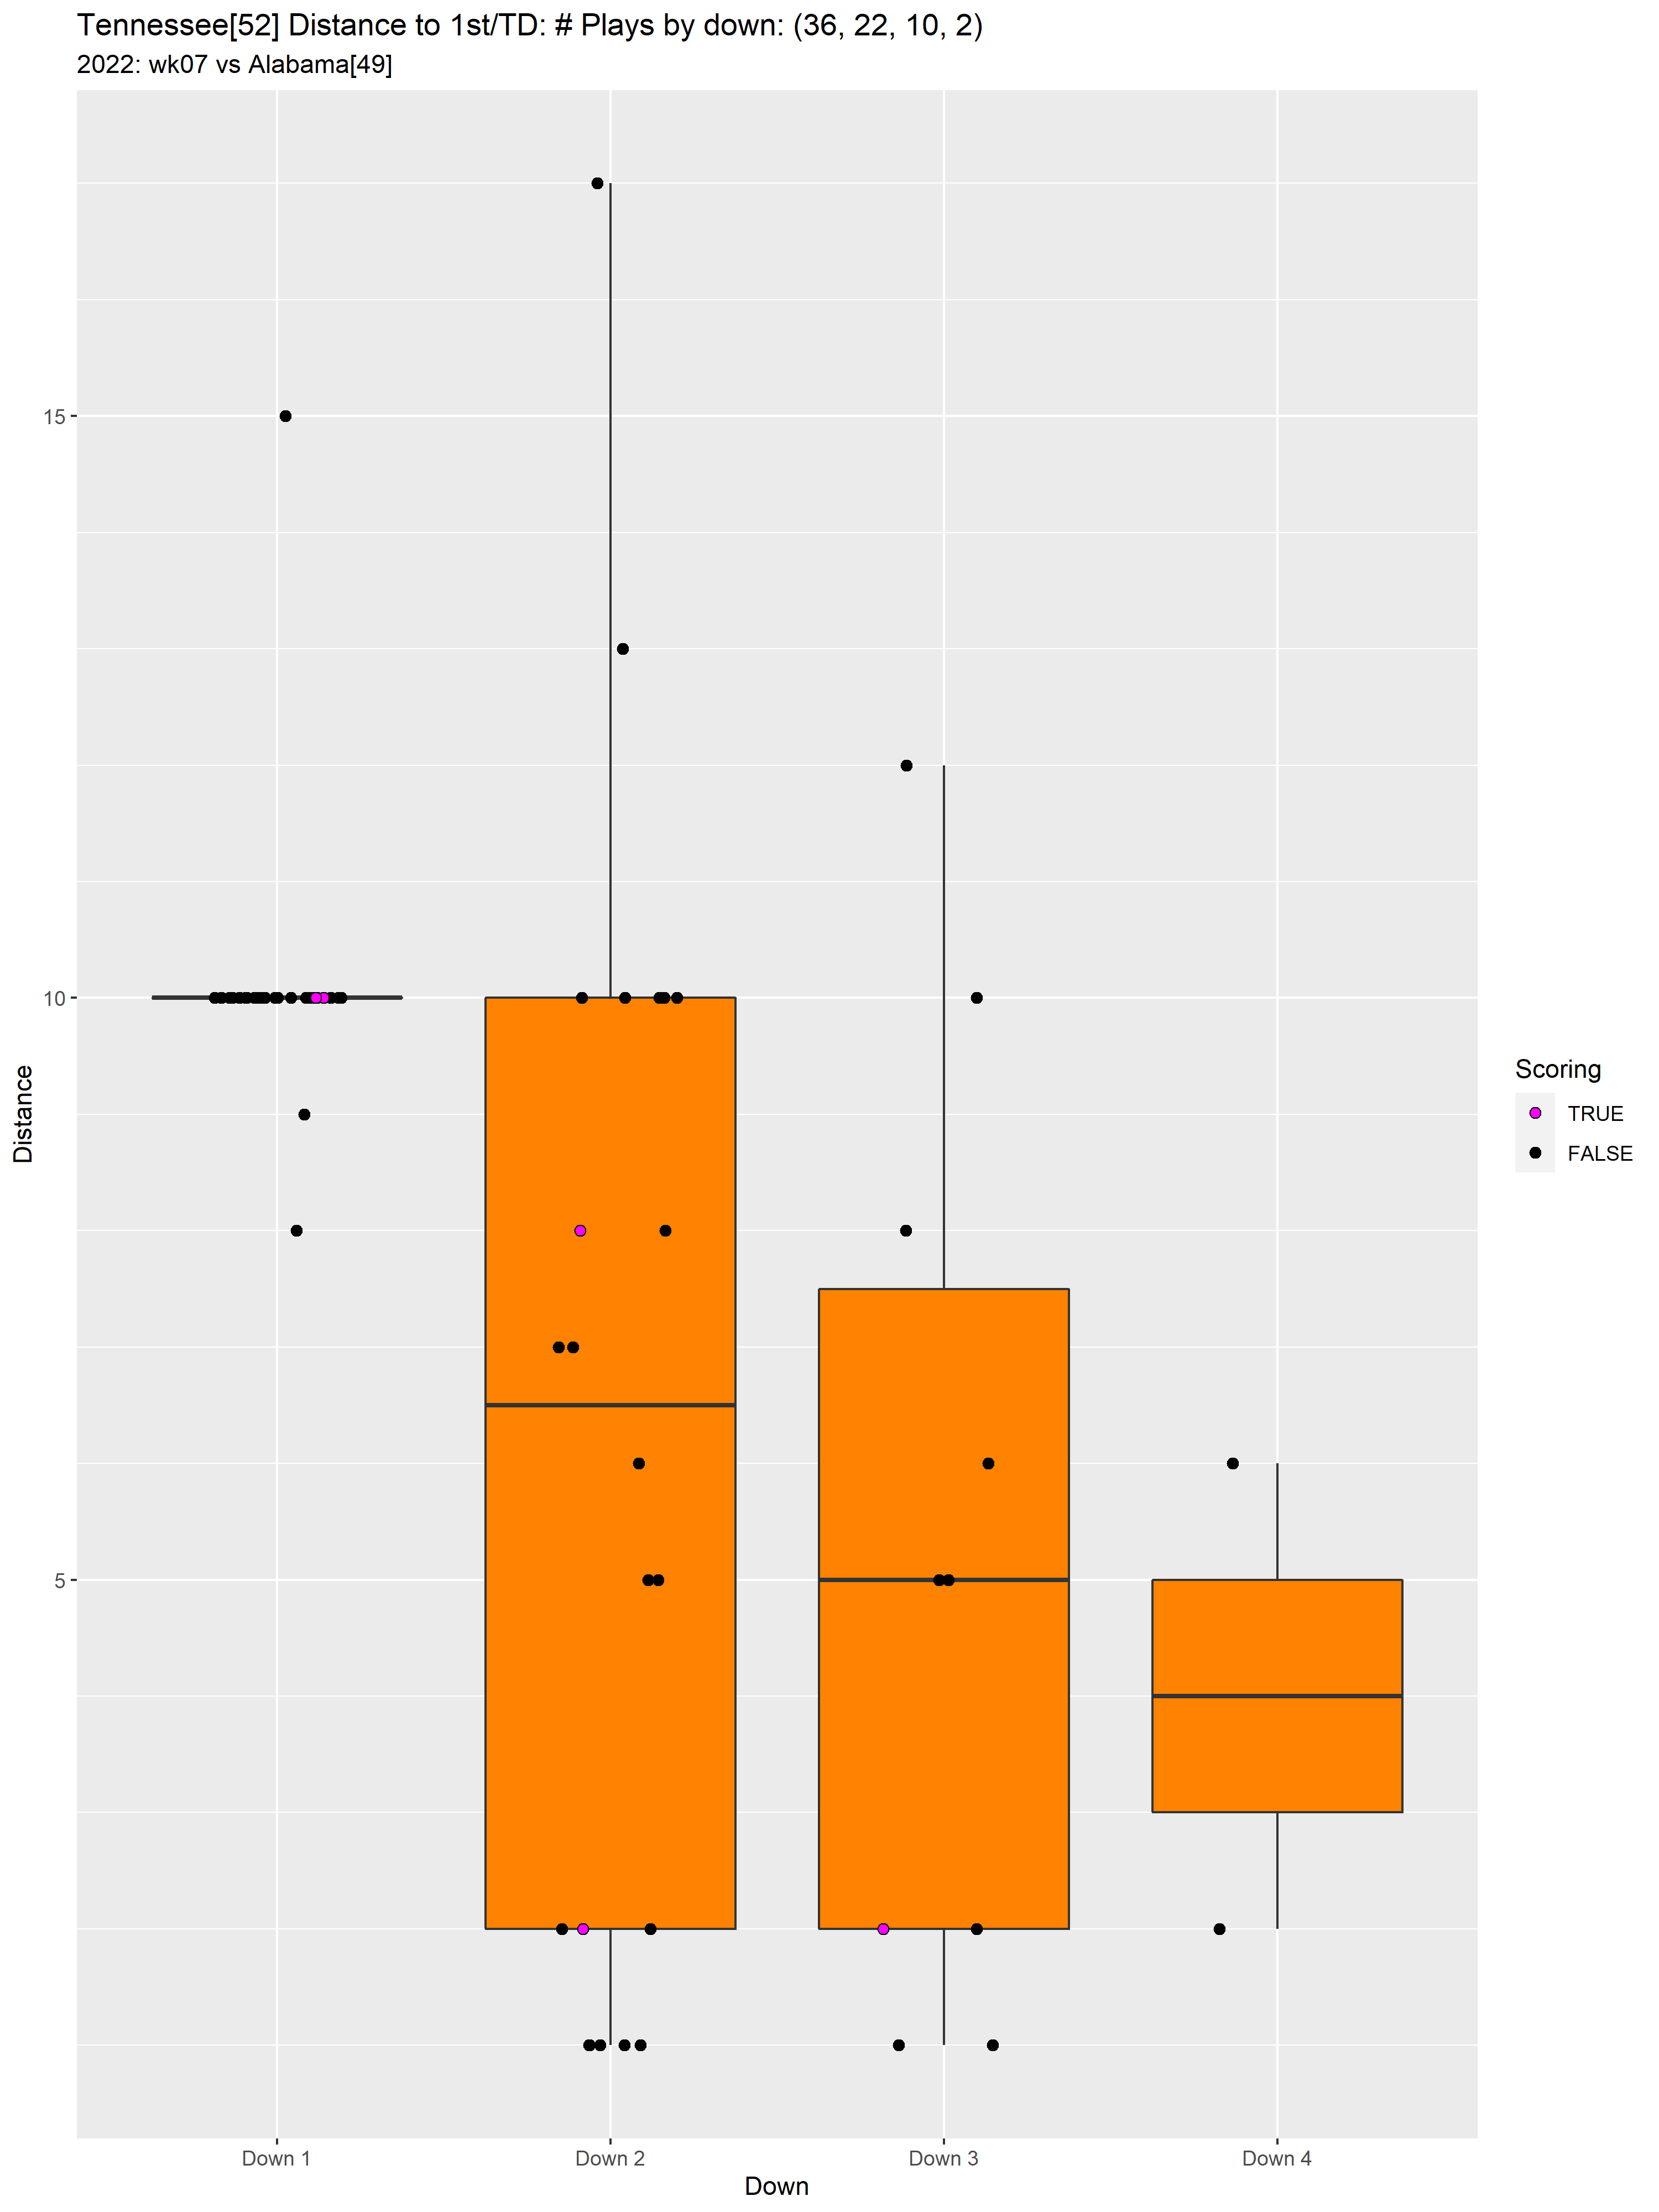 Tennessee[52] Distance to 1st/TD: # Plays by down: (36, 22, 10, 2)
2022: wk07 vs Alabama[49]
15
10
5
Distance
Scoring
TRUE
FALSE
Down 1
Down 2
Down 3
Down 4
Down